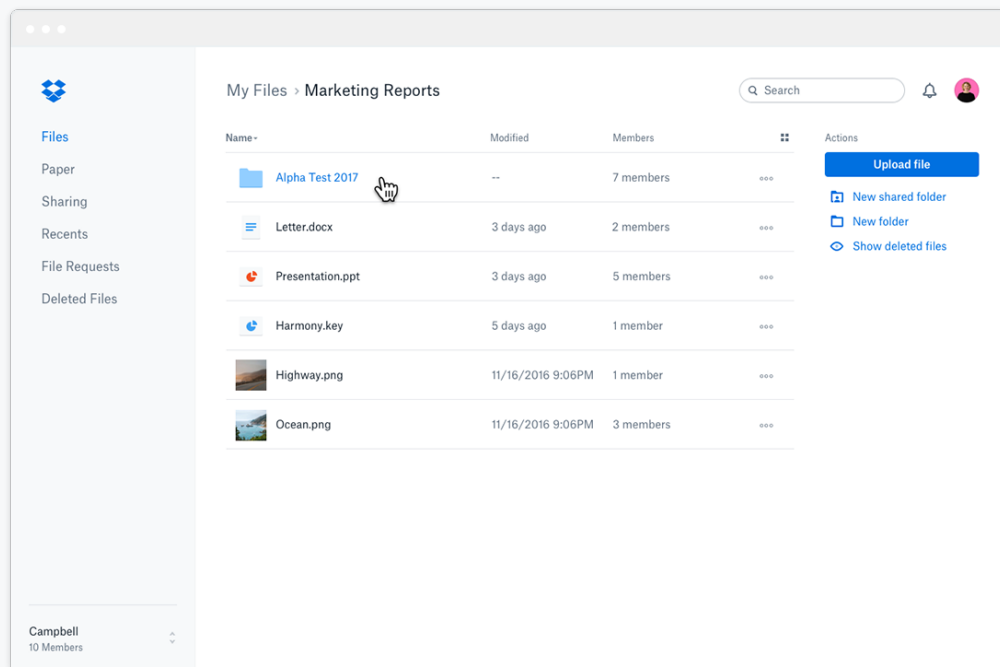 My Files › Marketing Reports
Search
Files
Paper
Sharing
Recents
File Requests
Deleted Files
Name Modified Members
Alpha Test 2017 -- 7 members
Letter.docx 3 days ago 2 members
Presentation.ppt 3 days ago 5 members
Harmony.key 5 days ago 1 member
Highway.png 11/16/2016 9:06PM 1 member
Ocean.png 11/16/2016 9:06PM 3 members
Actions
Upload file
New shared folder
New folder
Show deleted files
Campbell
10 Members